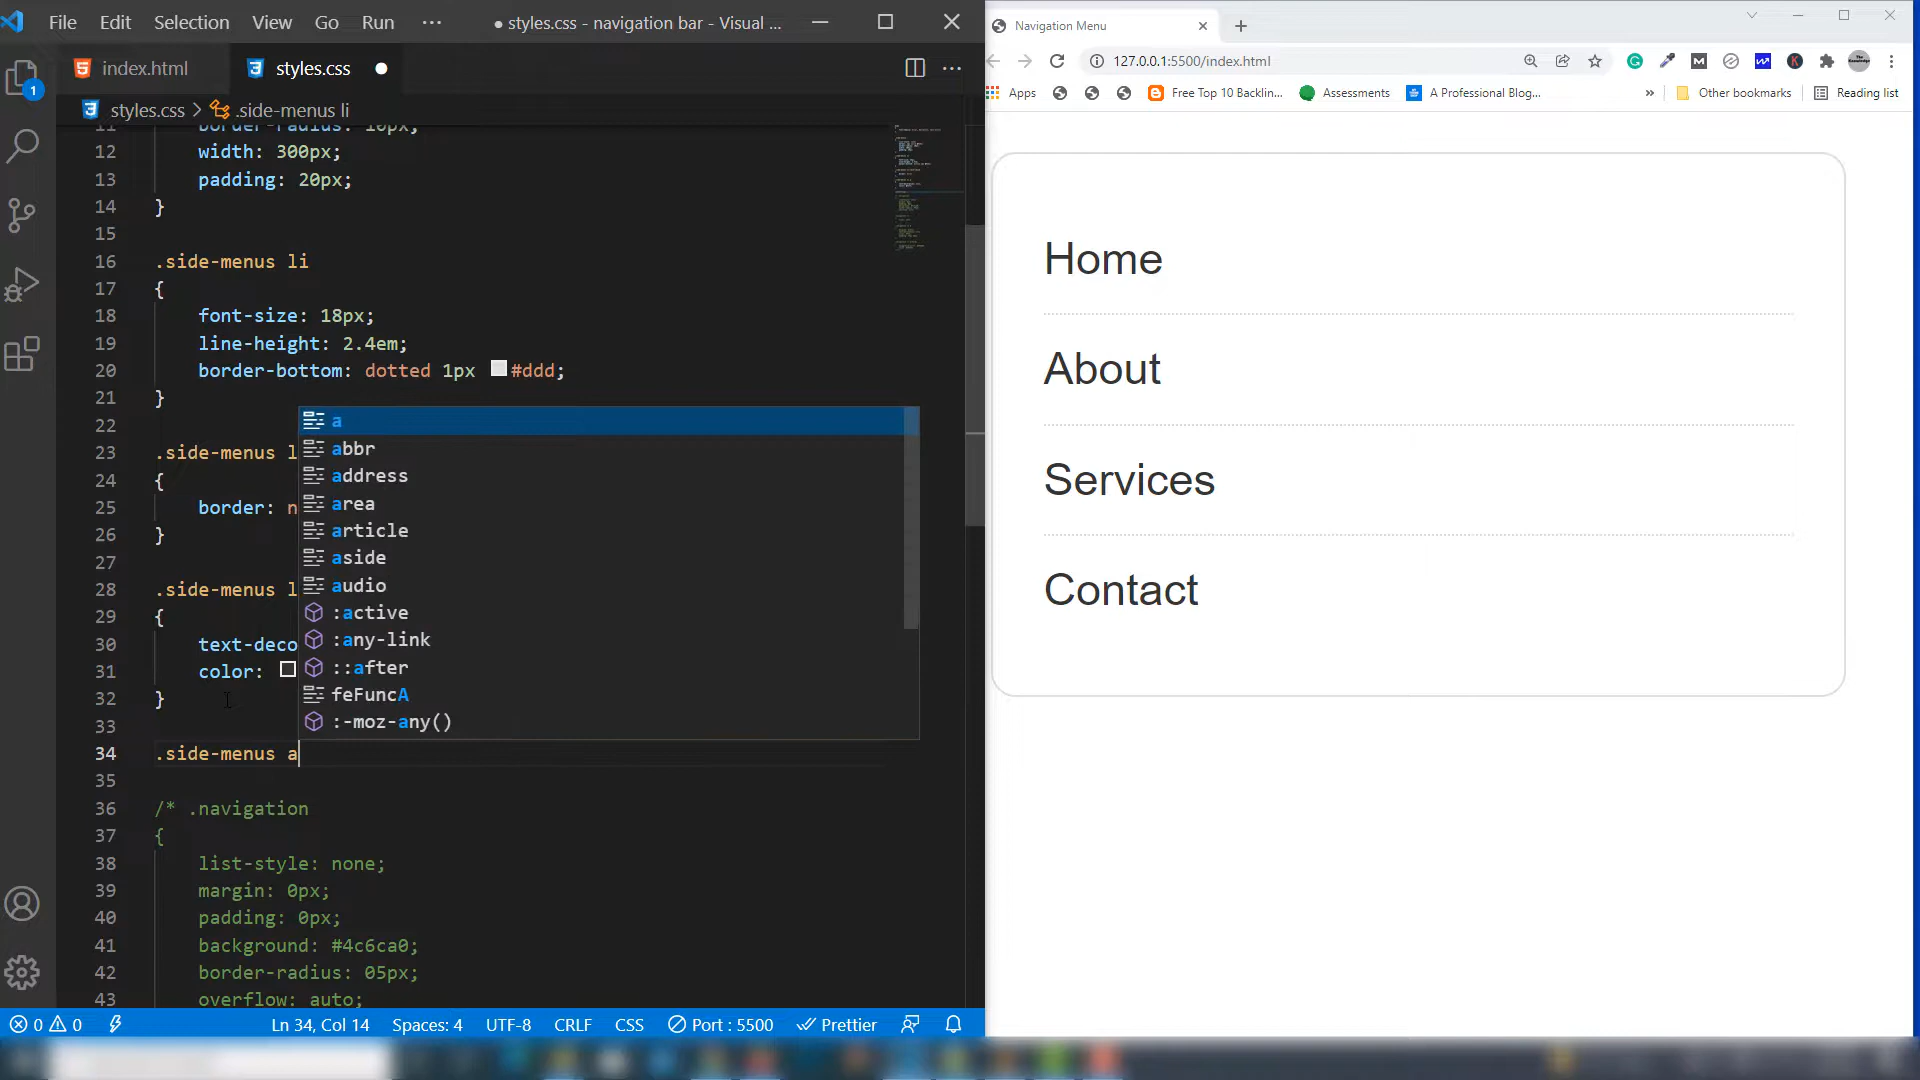 File Edit Selection View Go Run ···
● styles.css - navigation bar - Visual ...
index.html
styles.css ●
styles.css > .side-menus li
1
11 border-radius: 10px;
12 width: 300px;
13 padding: 20px;
14 }
15
16 .side-menus li
17 {
18 font-size: 18px;
19 line-height: 2.4em;
20 border-bottom: dotted 1px #ddd;
21 }
22
23 .side-menus l
24 {
25 border: n
26 }
27
28 .side-menus l
29 {
30 text-deco
31 color:
32 }
33
34 .side-menus a
35
36 /* .navigation
37 {
38 list-style: none;
39 margin: 0px;
40 padding: 0px;
41 background: #4c6ca0;
42 border-radius: 05px;
43 overflow: auto;
a
abbr
address
area
article
aside
audio
:active
:any-link
::after
feFuncA
:-moz-any()
0 0 Ln 34, Col 14 Spaces: 4 UTF-8 CRLF CSS Port : 5500 Prettier
Navigation Menu
127.0.0.1:5500/index.html
Apps Free Top 10 Backlin... Assessments A Professional Blog... » Other bookmarks Reading list
Home
About
Services
Contact